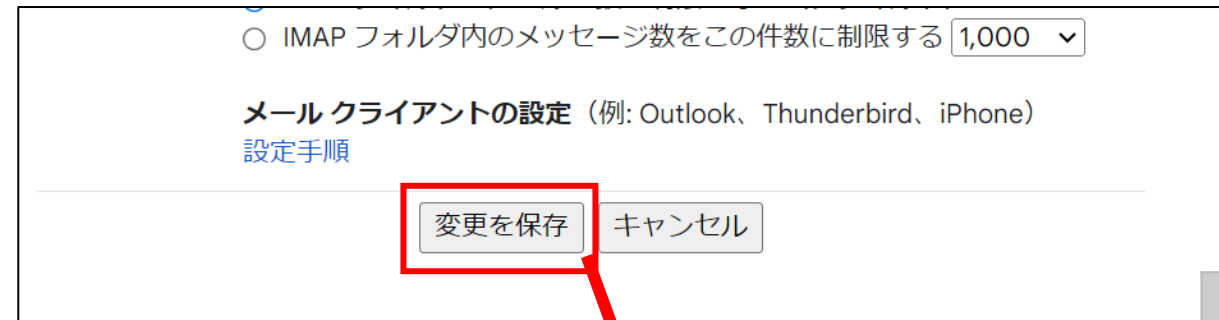 IMAP フォルダ内のメッセージ数をこの件数に制限する 1,000
メール クライアントの設定（例: Outlook、Thunderbird、iPhone）
設定手順
変更を保存 キャンセル